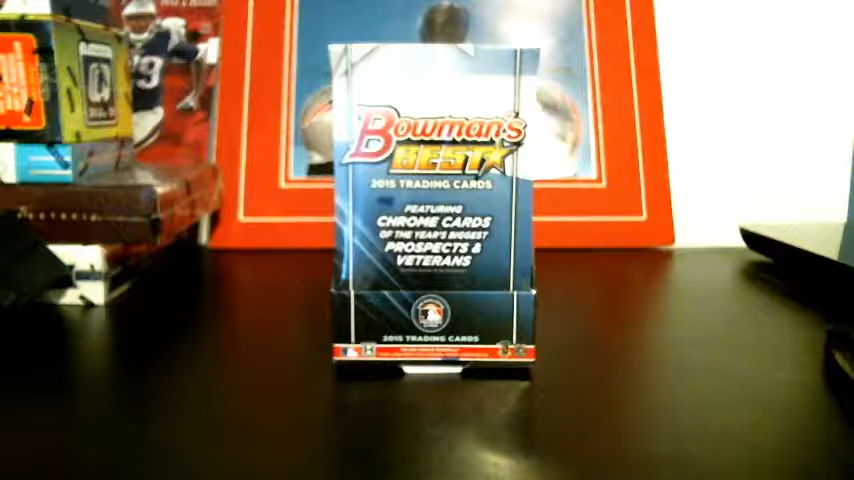 Bowman's
BEST
2015 TRADING CARDS
FEATURING
CHROME CARDS
OF THE YEAR'S BIGGEST
PROSPECTS &
VETERANS
2015 TRADING CARDS